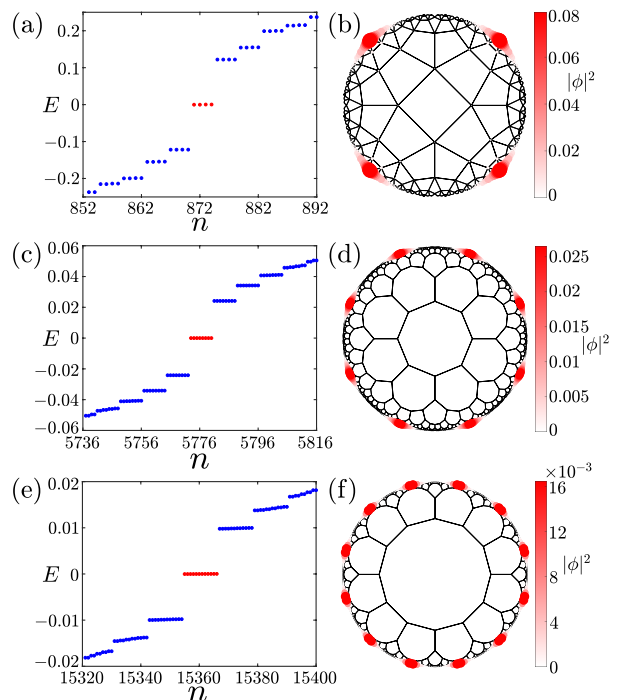 (a)
0.2
0.1
E 0
−0.1
−0.2
852 862 872 882 892
n
(b)
0.08
0.06
|ϕ|²
0.04
0.02
0
(c)
0.06
0.04
0.02
E 0
−0.02
−0.04
−0.06
5736 5756 5776 5796 5816
n
(d)
0.025
0.02
0.015
|ϕ|²
0.01
0.005
0
(e)
0.02
0.01
E 0
−0.01
−0.02
15320 15340 15360 15380 15400
n
(f)
×10⁻³
16
12
|ϕ|²
8
4
0